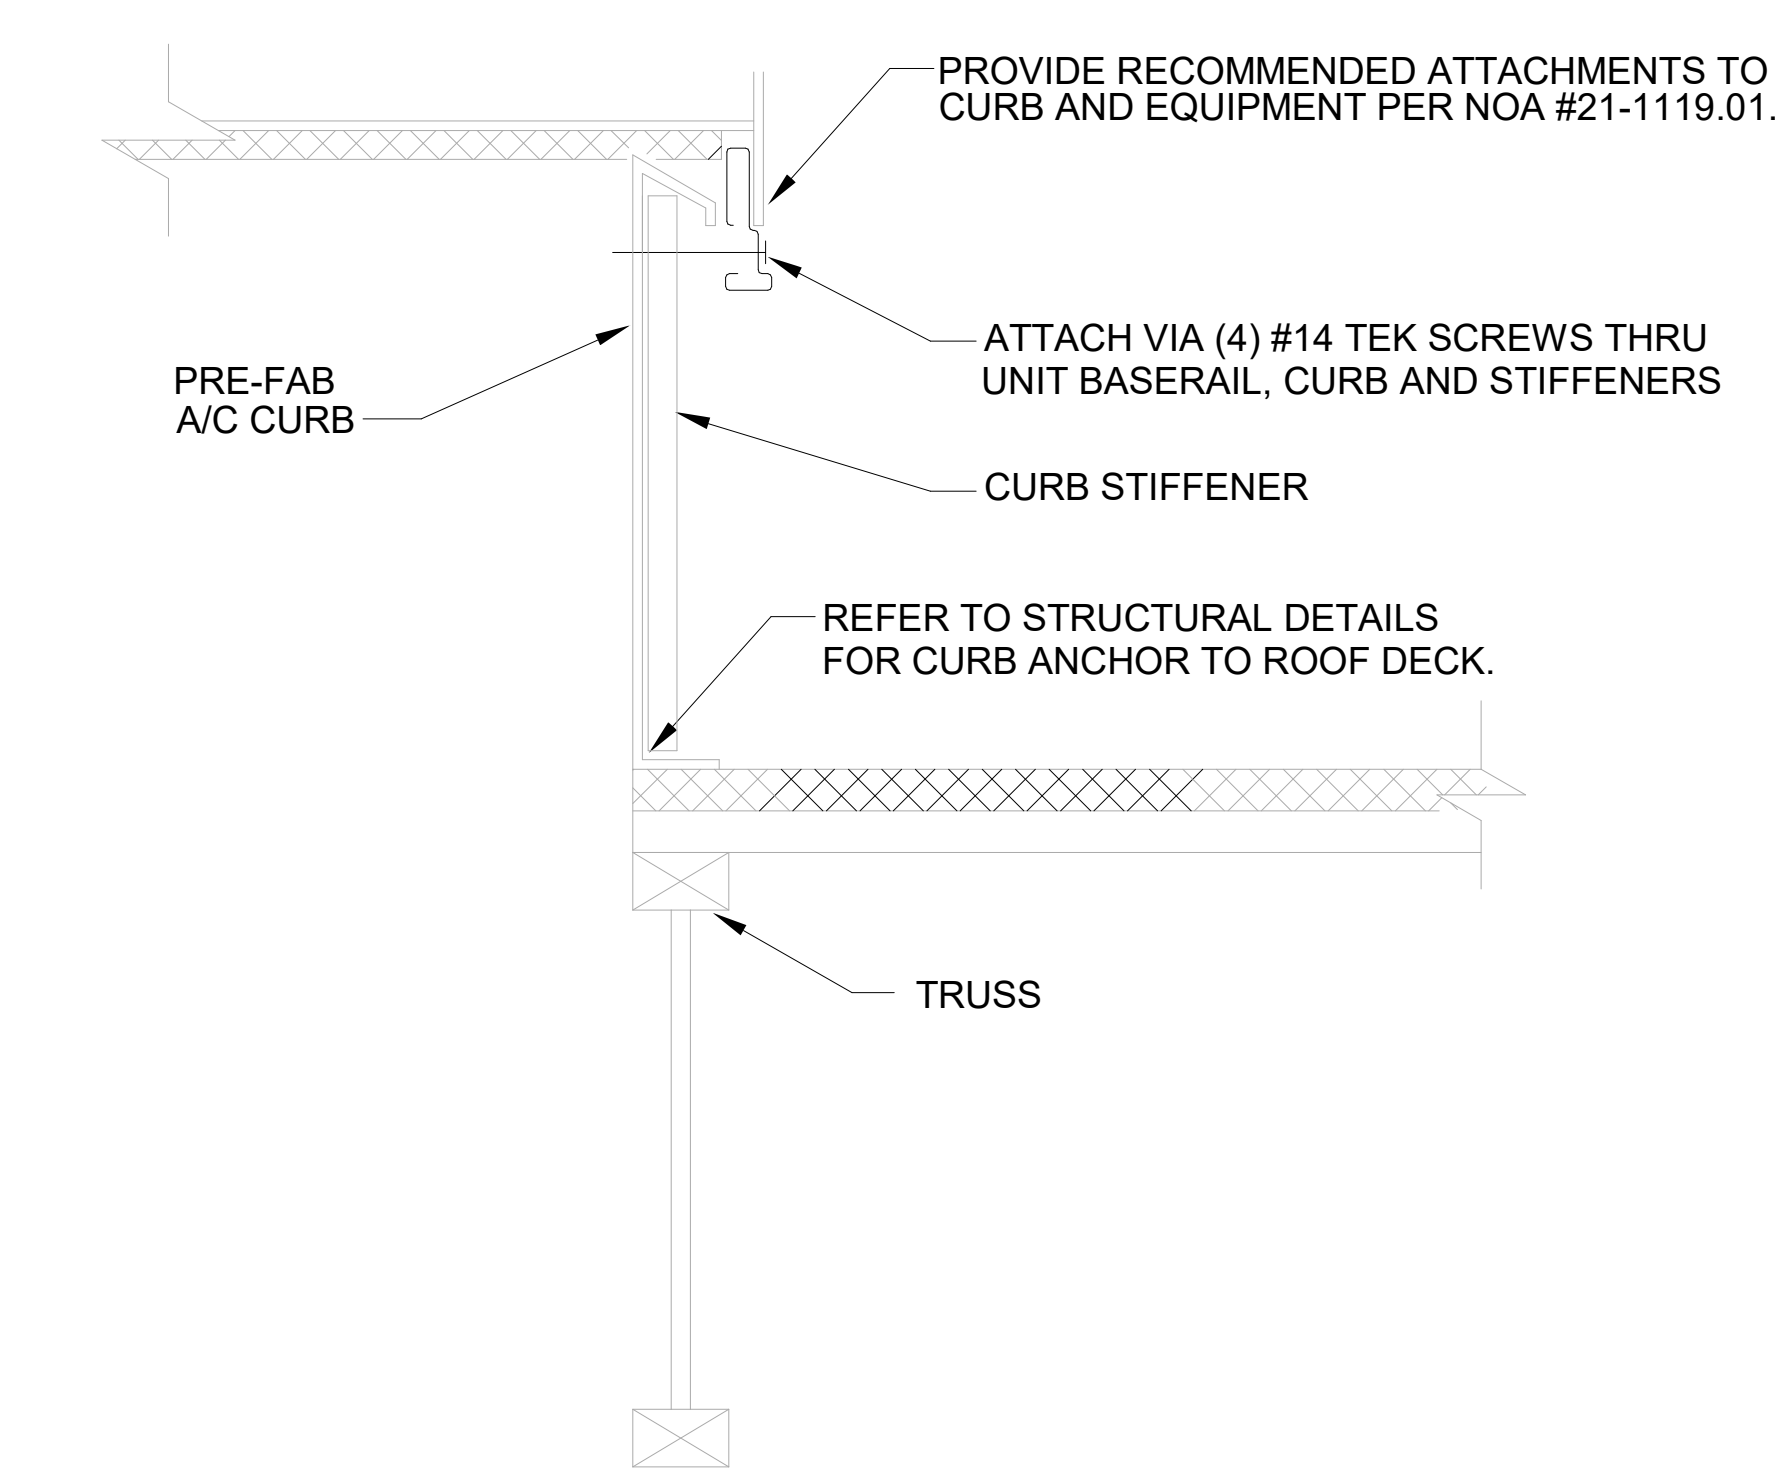 PROVIDE RECOMMENDED ATTACHMENTS TO
CURB AND EQUIPMENT PER NOA #21-1119.01.
ATTACH VIA (4) #14 TEK SCREWS THRU
UNIT BASERAIL, CURB AND STIFFENERS
PRE-FAB
A/C CURB
CURB STIFFENER
REFER TO STRUCTURAL DETAILS
FOR CURB ANCHOR TO ROOF DECK.
TRUSS